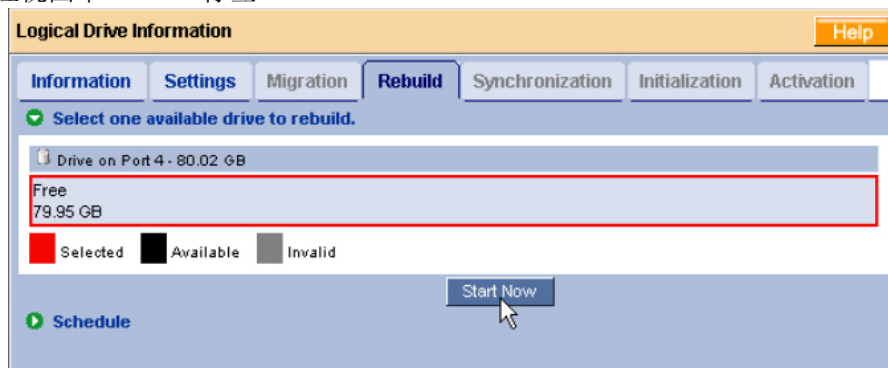 Logical Drive Information
Help
Information Settings Migration Rebuild Synchronization Initialization Activation
Select one available drive to rebuild.
Drive on Port 4 - 80.02 GB
Free
79.95 GB
Selected Available Invalid
Start Now
Schedule